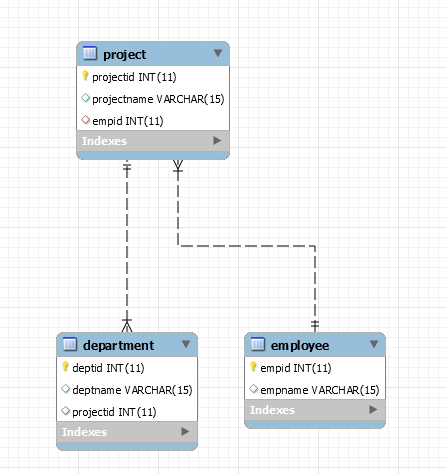 project
projectid INT(11)
projectname VARCHAR(15)
empid INT(11)
Indexes
department
deptid INT(11)
deptname VARCHAR(15)
projectid INT(11)
Indexes
employee
empid INT(11)
empname VARCHAR(15)
Indexes